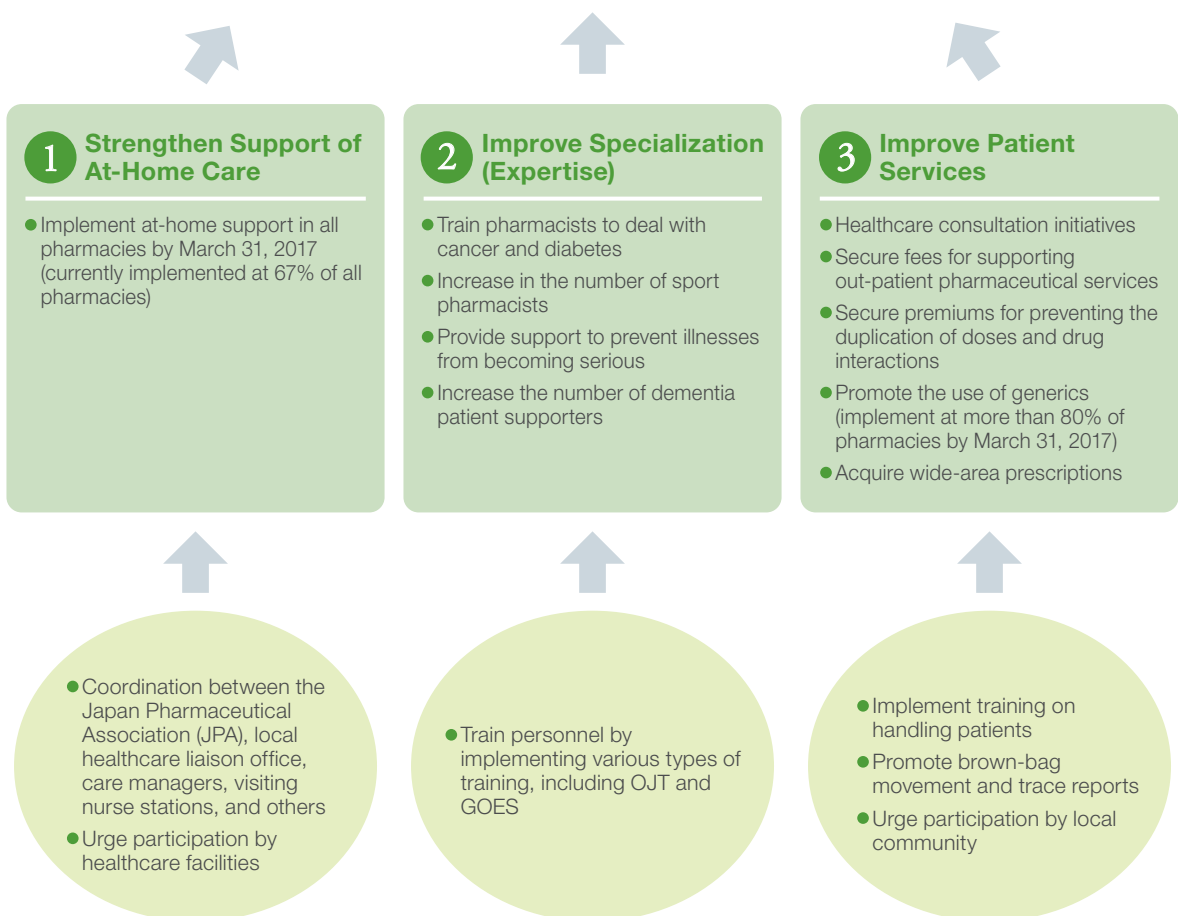 1
Strengthen Support of
At-Home Care
● Implement at-home support in all
pharmacies by March 31, 2017
(currently implemented at 67% of all
pharmacies)
2
Improve Specialization
(Expertise)
● Train pharmacists to deal with
cancer and diabetes
● Increase in the number of sport
pharmacists
● Provide support to prevent illnesses
from becoming serious
● Increase the number of dementia
patient supporters
3
Improve Patient
Services
● Healthcare consultation initiatives
● Secure fees for supporting
out-patient pharmaceutical services
● Secure premiums for preventing the
duplication of doses and drug
interactions
● Promote the use of generics
(implement at more than 80% of
pharmacies by March 31, 2017)
● Acquire wide-area prescriptions
● Coordination between the
Japan Pharmaceutical
Association (JPA), local
healthcare liaison office,
care managers, visiting
nurse stations, and others
● Urge participation by
healthcare facilities
● Train personnel by
implementing various types of
training, including OJT and
GOES
● Implement training on
handling patients
● Promote brown-bag
movement and trace reports
● Urge participation by local
community